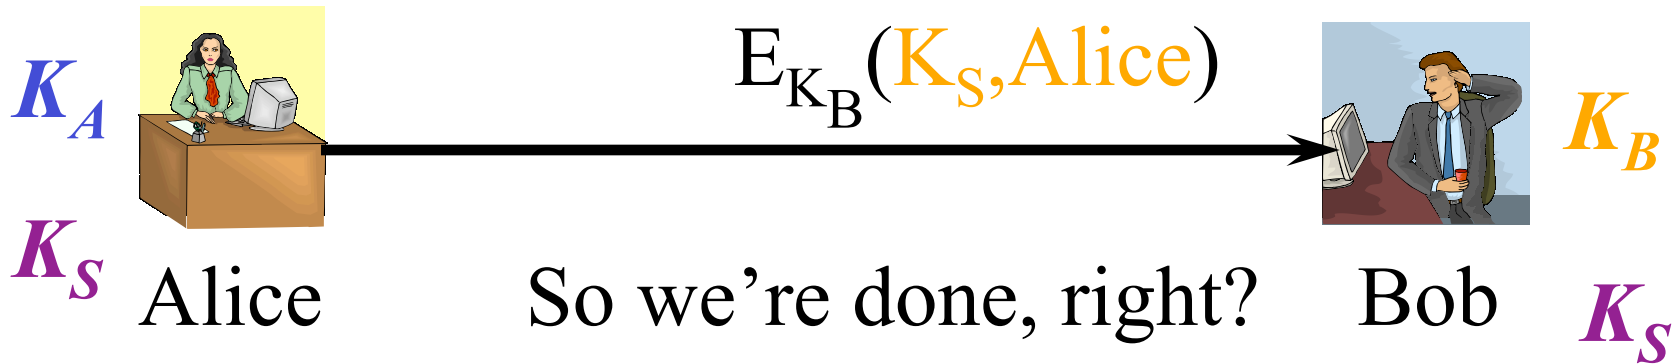 E_{K_B}(K_S,Alice)
K_A
K_B
K_S
Alice
So we’re done, right?
Bob
K_S